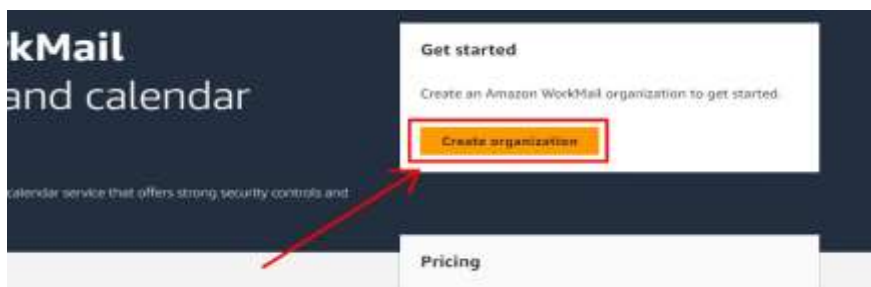 kMail
and calendar
calendar service that offers strong security controls and
Get started
Create an Amazon WorkMail organization to get started.
Create organization
Pricing